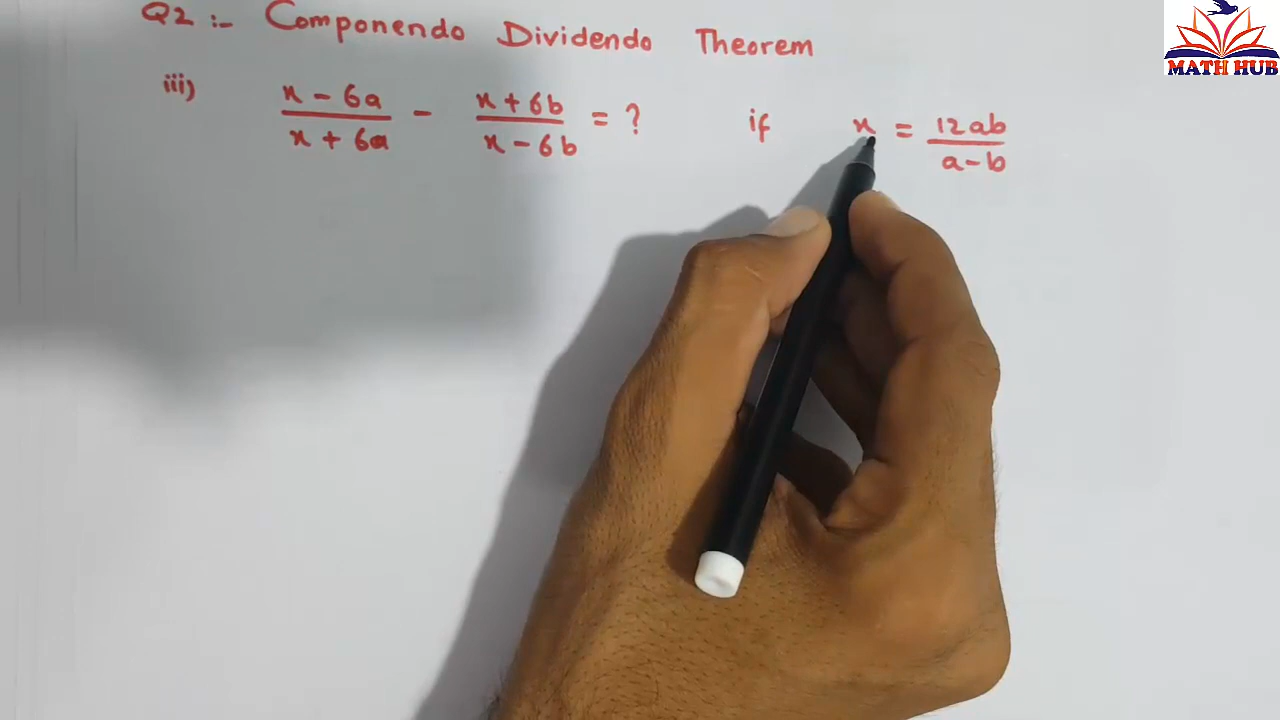 Q2 :- Componendo Dividendo Theorem
iii) x - 6a / x + 6a - x + 6b / x - 6b = ? if x = 12ab / a - b
MATH HUB